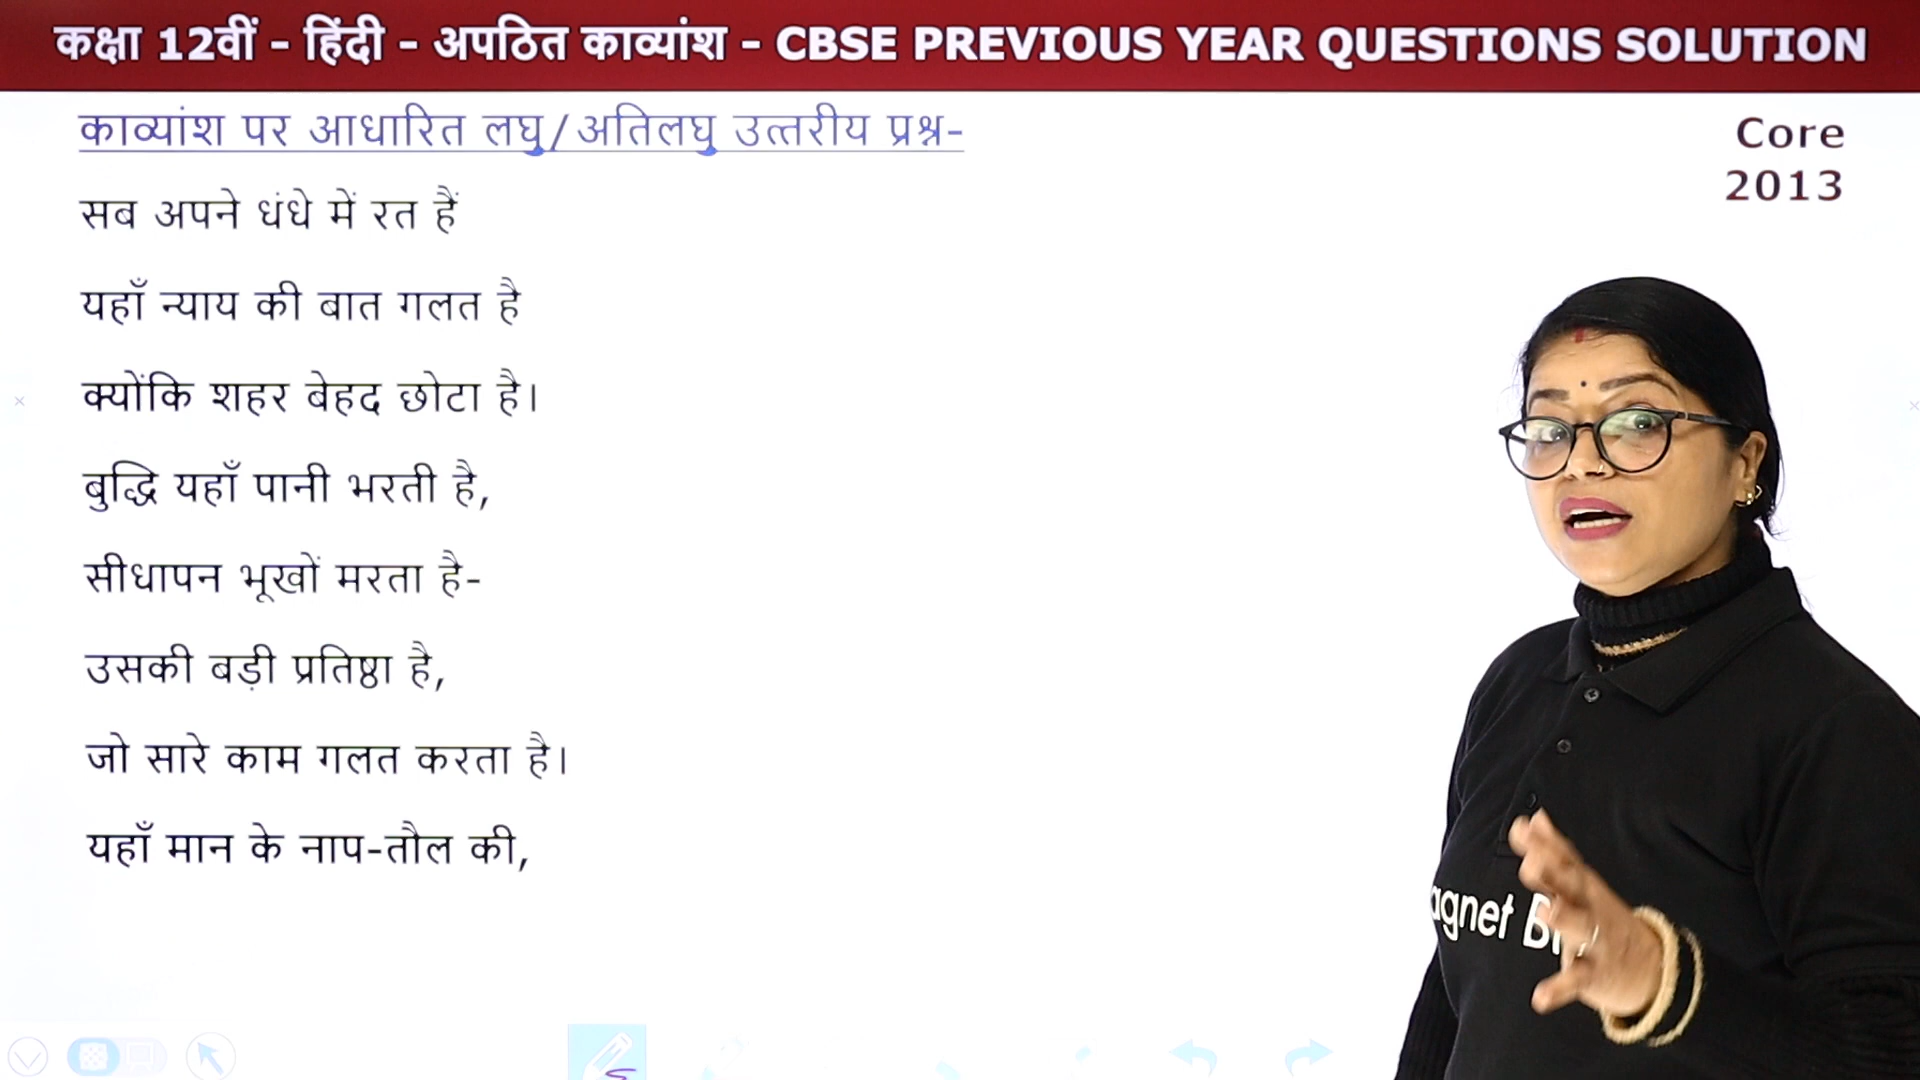 कक्षा 12वीं - हिंदी - अपठित काव्यांश - CBSE PREVIOUS YEAR QUESTIONS SOLUTION
काव्यांश पर आधारित लघु/अतिलघु उत्तरीय प्रश्न-
Core
2013
सब अपने धंधे में रत हैं
यहाँ न्याय की बात गलत है
क्योंकि शहर बेहद छोटा है।
बुद्धि यहाँ पानी भरती है,
सीधापन भूखों मरता है-
उसकी बड़ी प्रतिष्ठा है,
जो सारे काम गलत करता है।
यहाँ मान के नाप-तौल की,
agnet B